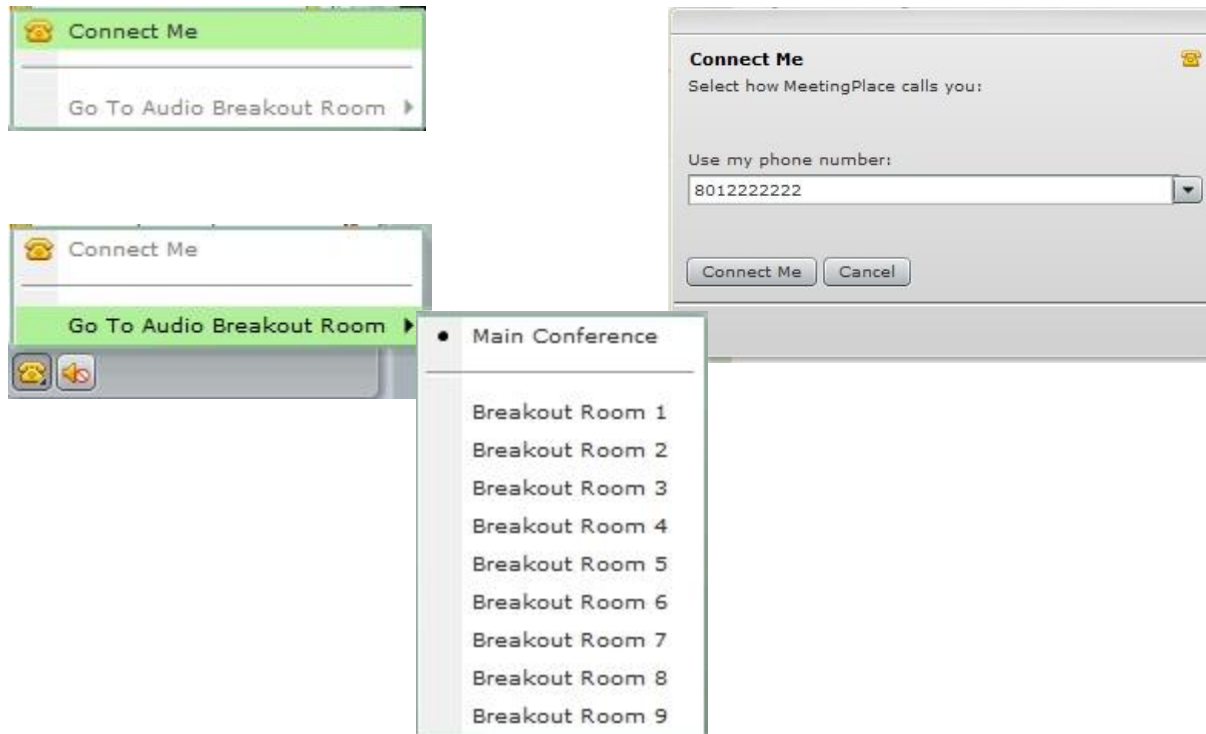 Connect Me
Go To Audio Breakout Room
Connect Me
Select how MeetingPlace calls you:
Use my phone number:
8012222222
Connect Me
Cancel
Connect Me
Go To Audio Breakout Room
Main Conference
Breakout Room 1
Breakout Room 2
Breakout Room 3
Breakout Room 4
Breakout Room 5
Breakout Room 6
Breakout Room 7
Breakout Room 8
Breakout Room 9